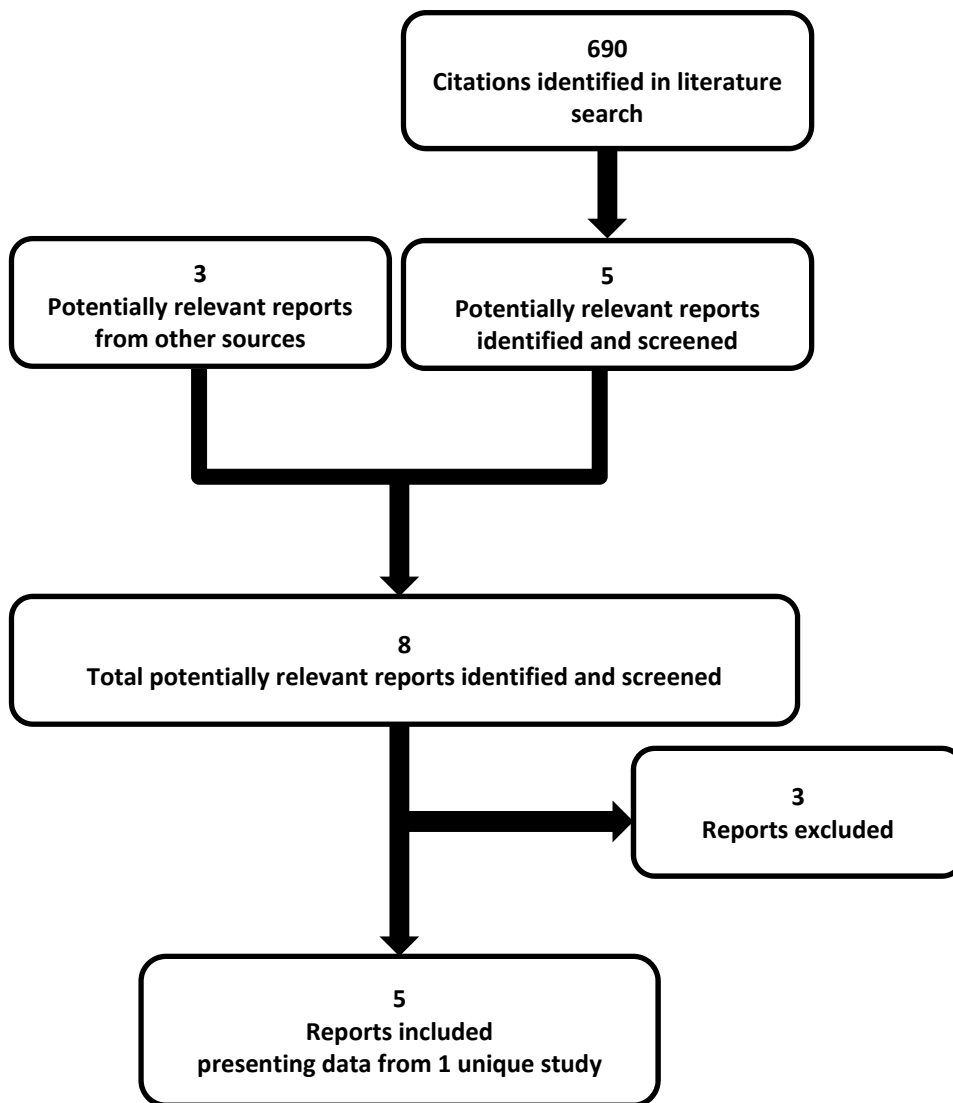 690
Citations identified in literature
search
3
Potentially relevant reports
from other sources
5
Potentially relevant reports
identified and screened
8
Total potentially relevant reports identified and screened
3
Reports excluded
5
Reports included
presenting data from 1 unique study